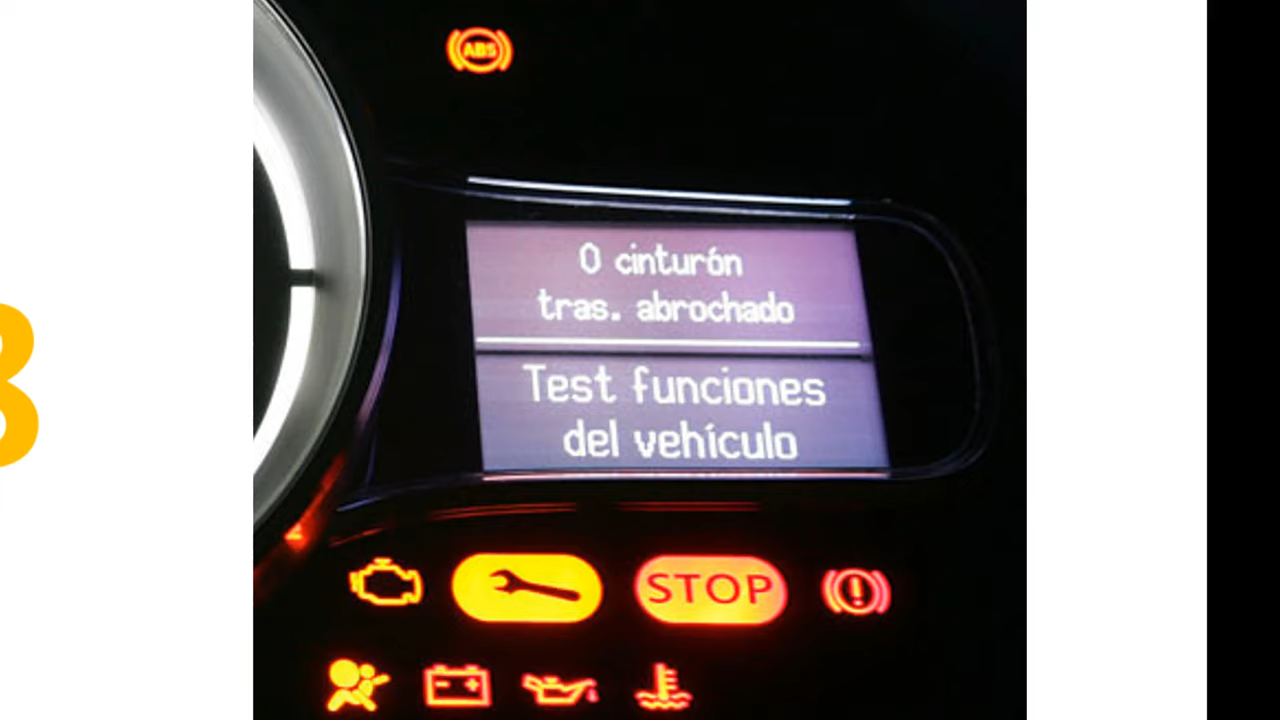 ABS
0 cinturón
tras. abrochado
Test funciones
del vehículo
STOP